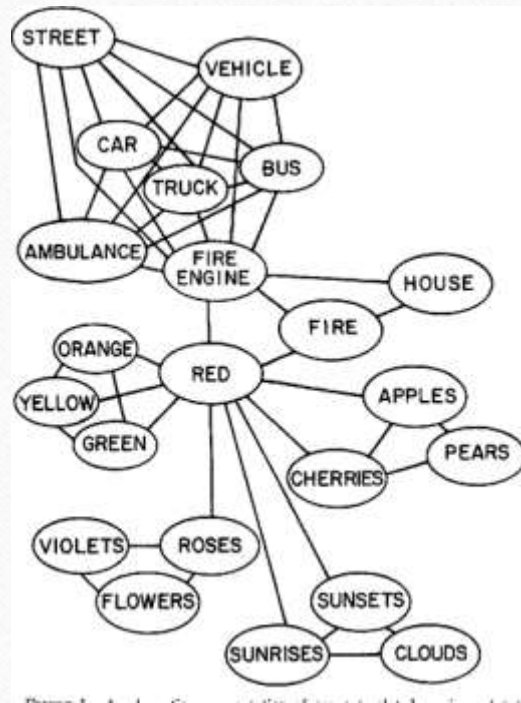 STREET
VEHICLE
CAR
BUS
TRUCK
AMBULANCE
FIRE
ENGINE
HOUSE
FIRE
ORANGE
RED
YELLOW
APPLES
GREEN
PEARS
CHERRIES
VIOLETS
ROSES
FLOWERS
SUNSETS
SUNRISES
CLOUDS